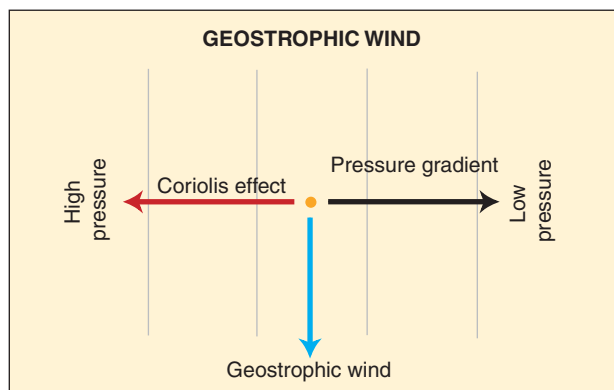 GEOSTROPHIC WIND
High
pressure
Coriolis effect
Pressure gradient
Low
pressure
Geostrophic wind